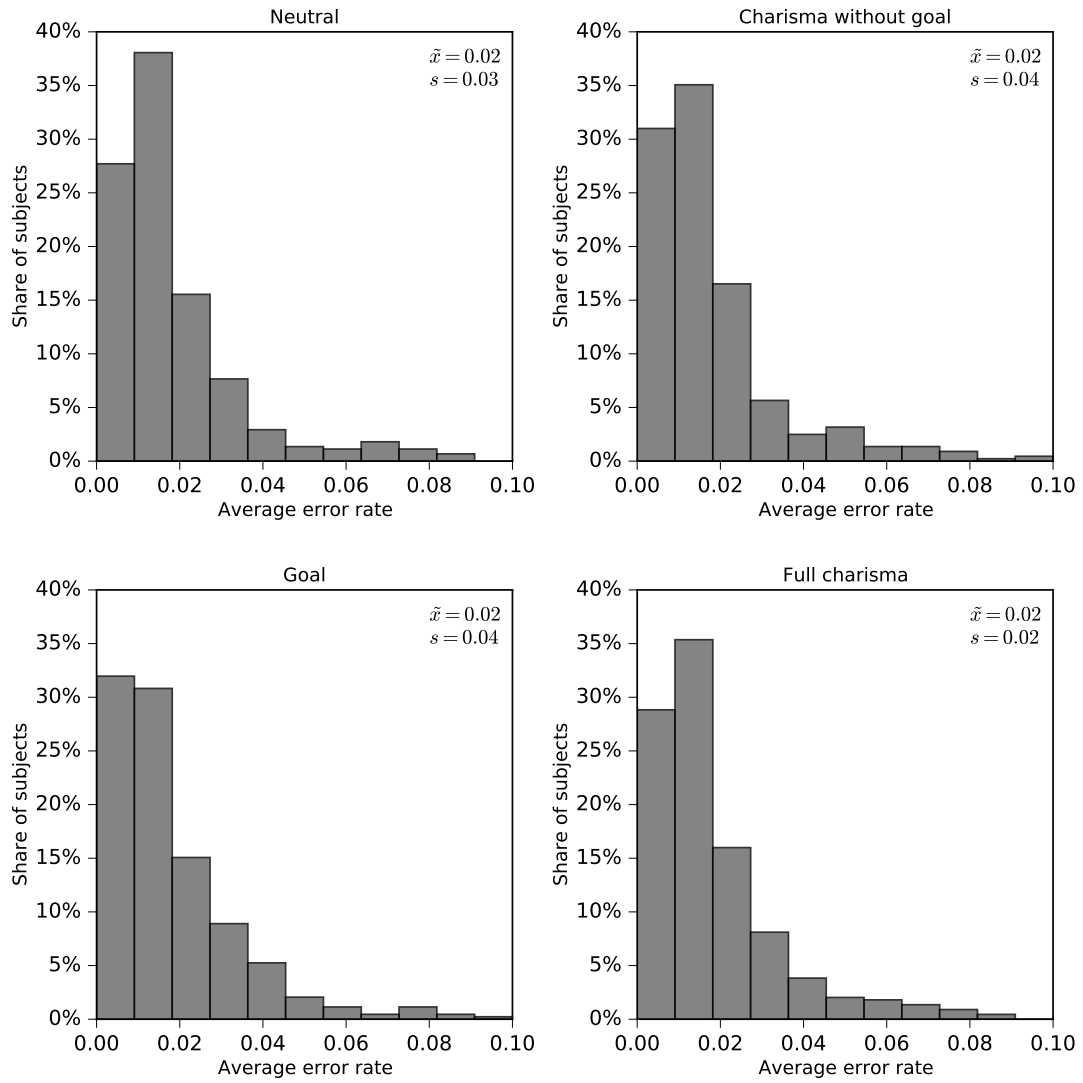 Neutral
x̃ = 0.02
s = 0.03
Share of subjects
40%
35%
30%
25%
20%
15%
10%
5%
0%
0.00 0.02 0.04 0.06 0.08 0.10
Average error rate
Charisma without goal
x̃ = 0.02
s = 0.04
Share of subjects
40%
35%
30%
25%
20%
15%
10%
5%
0%
0.00 0.02 0.04 0.06 0.08 0.10
Average error rate
Goal
x̃ = 0.02
s = 0.04
Share of subjects
40%
35%
30%
25%
20%
15%
10%
5%
0%
0.00 0.02 0.04 0.06 0.08 0.10
Average error rate
Full charisma
x̃ = 0.02
s = 0.02
Share of subjects
40%
35%
30%
25%
20%
15%
10%
5%
0%
0.00 0.02 0.04 0.06 0.08 0.10
Average error rate